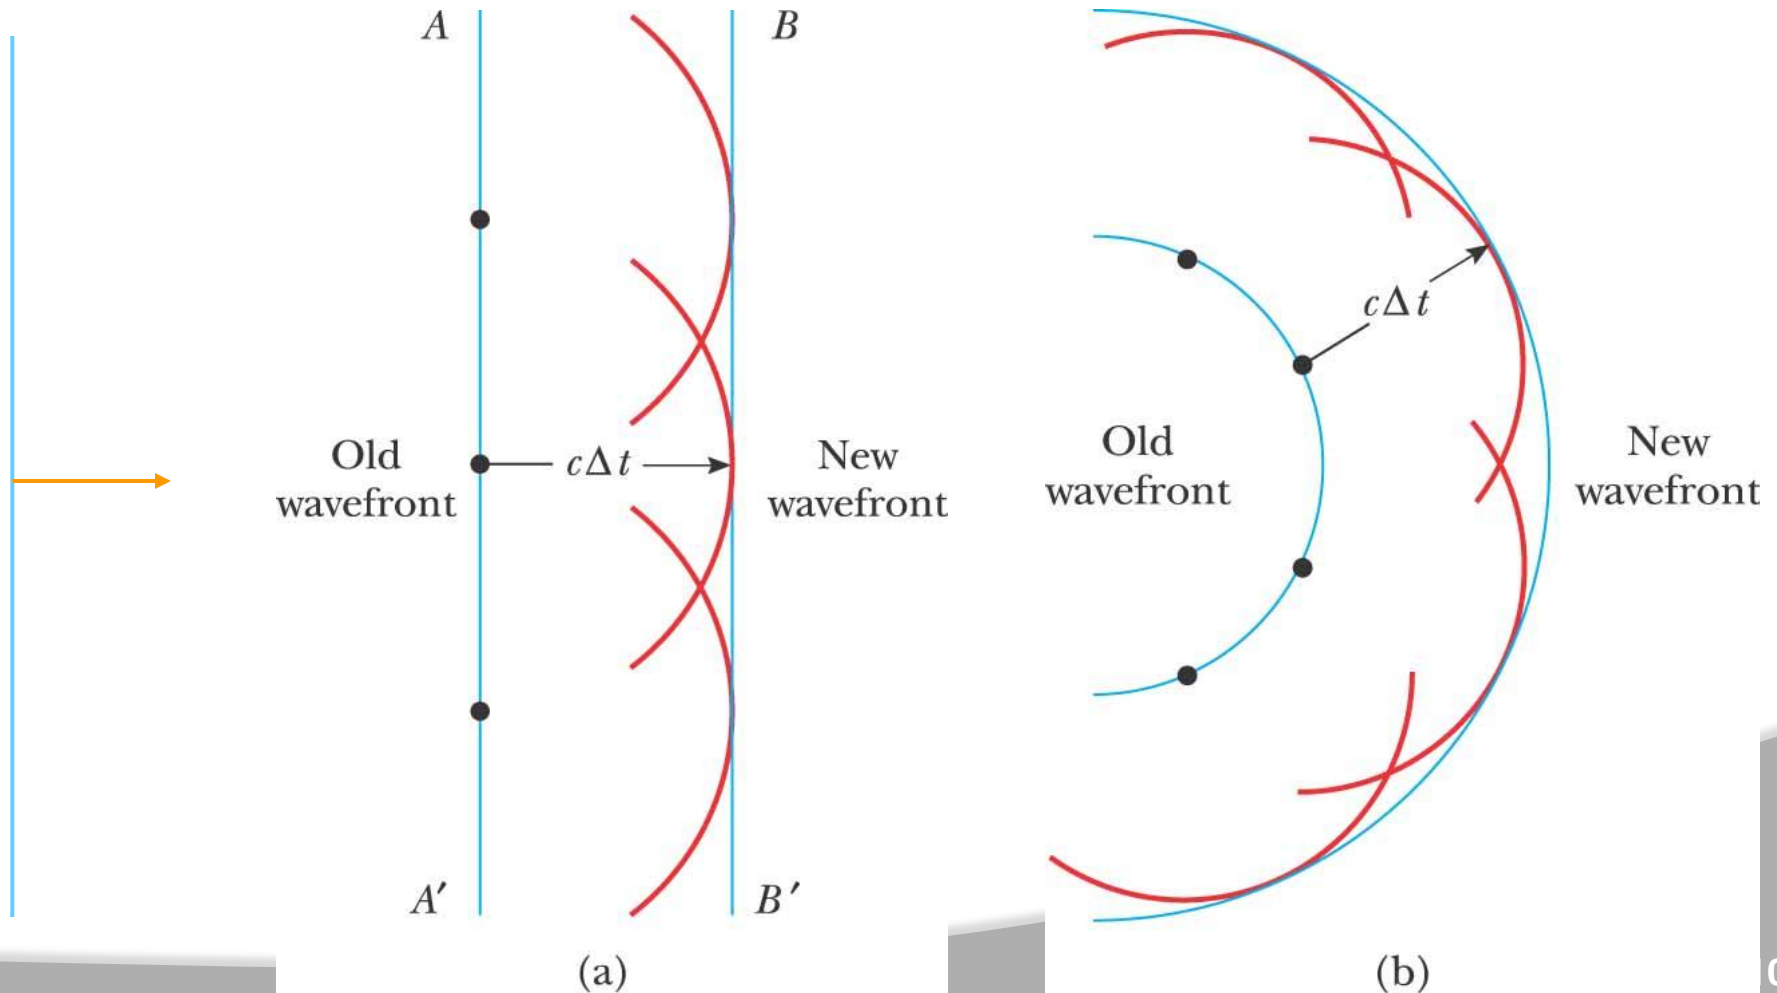 A
B
Old
wavefront
cΔt
New
wavefront
A′
B′
(a)
cΔt
Old
wavefront
New
wavefront
(b)